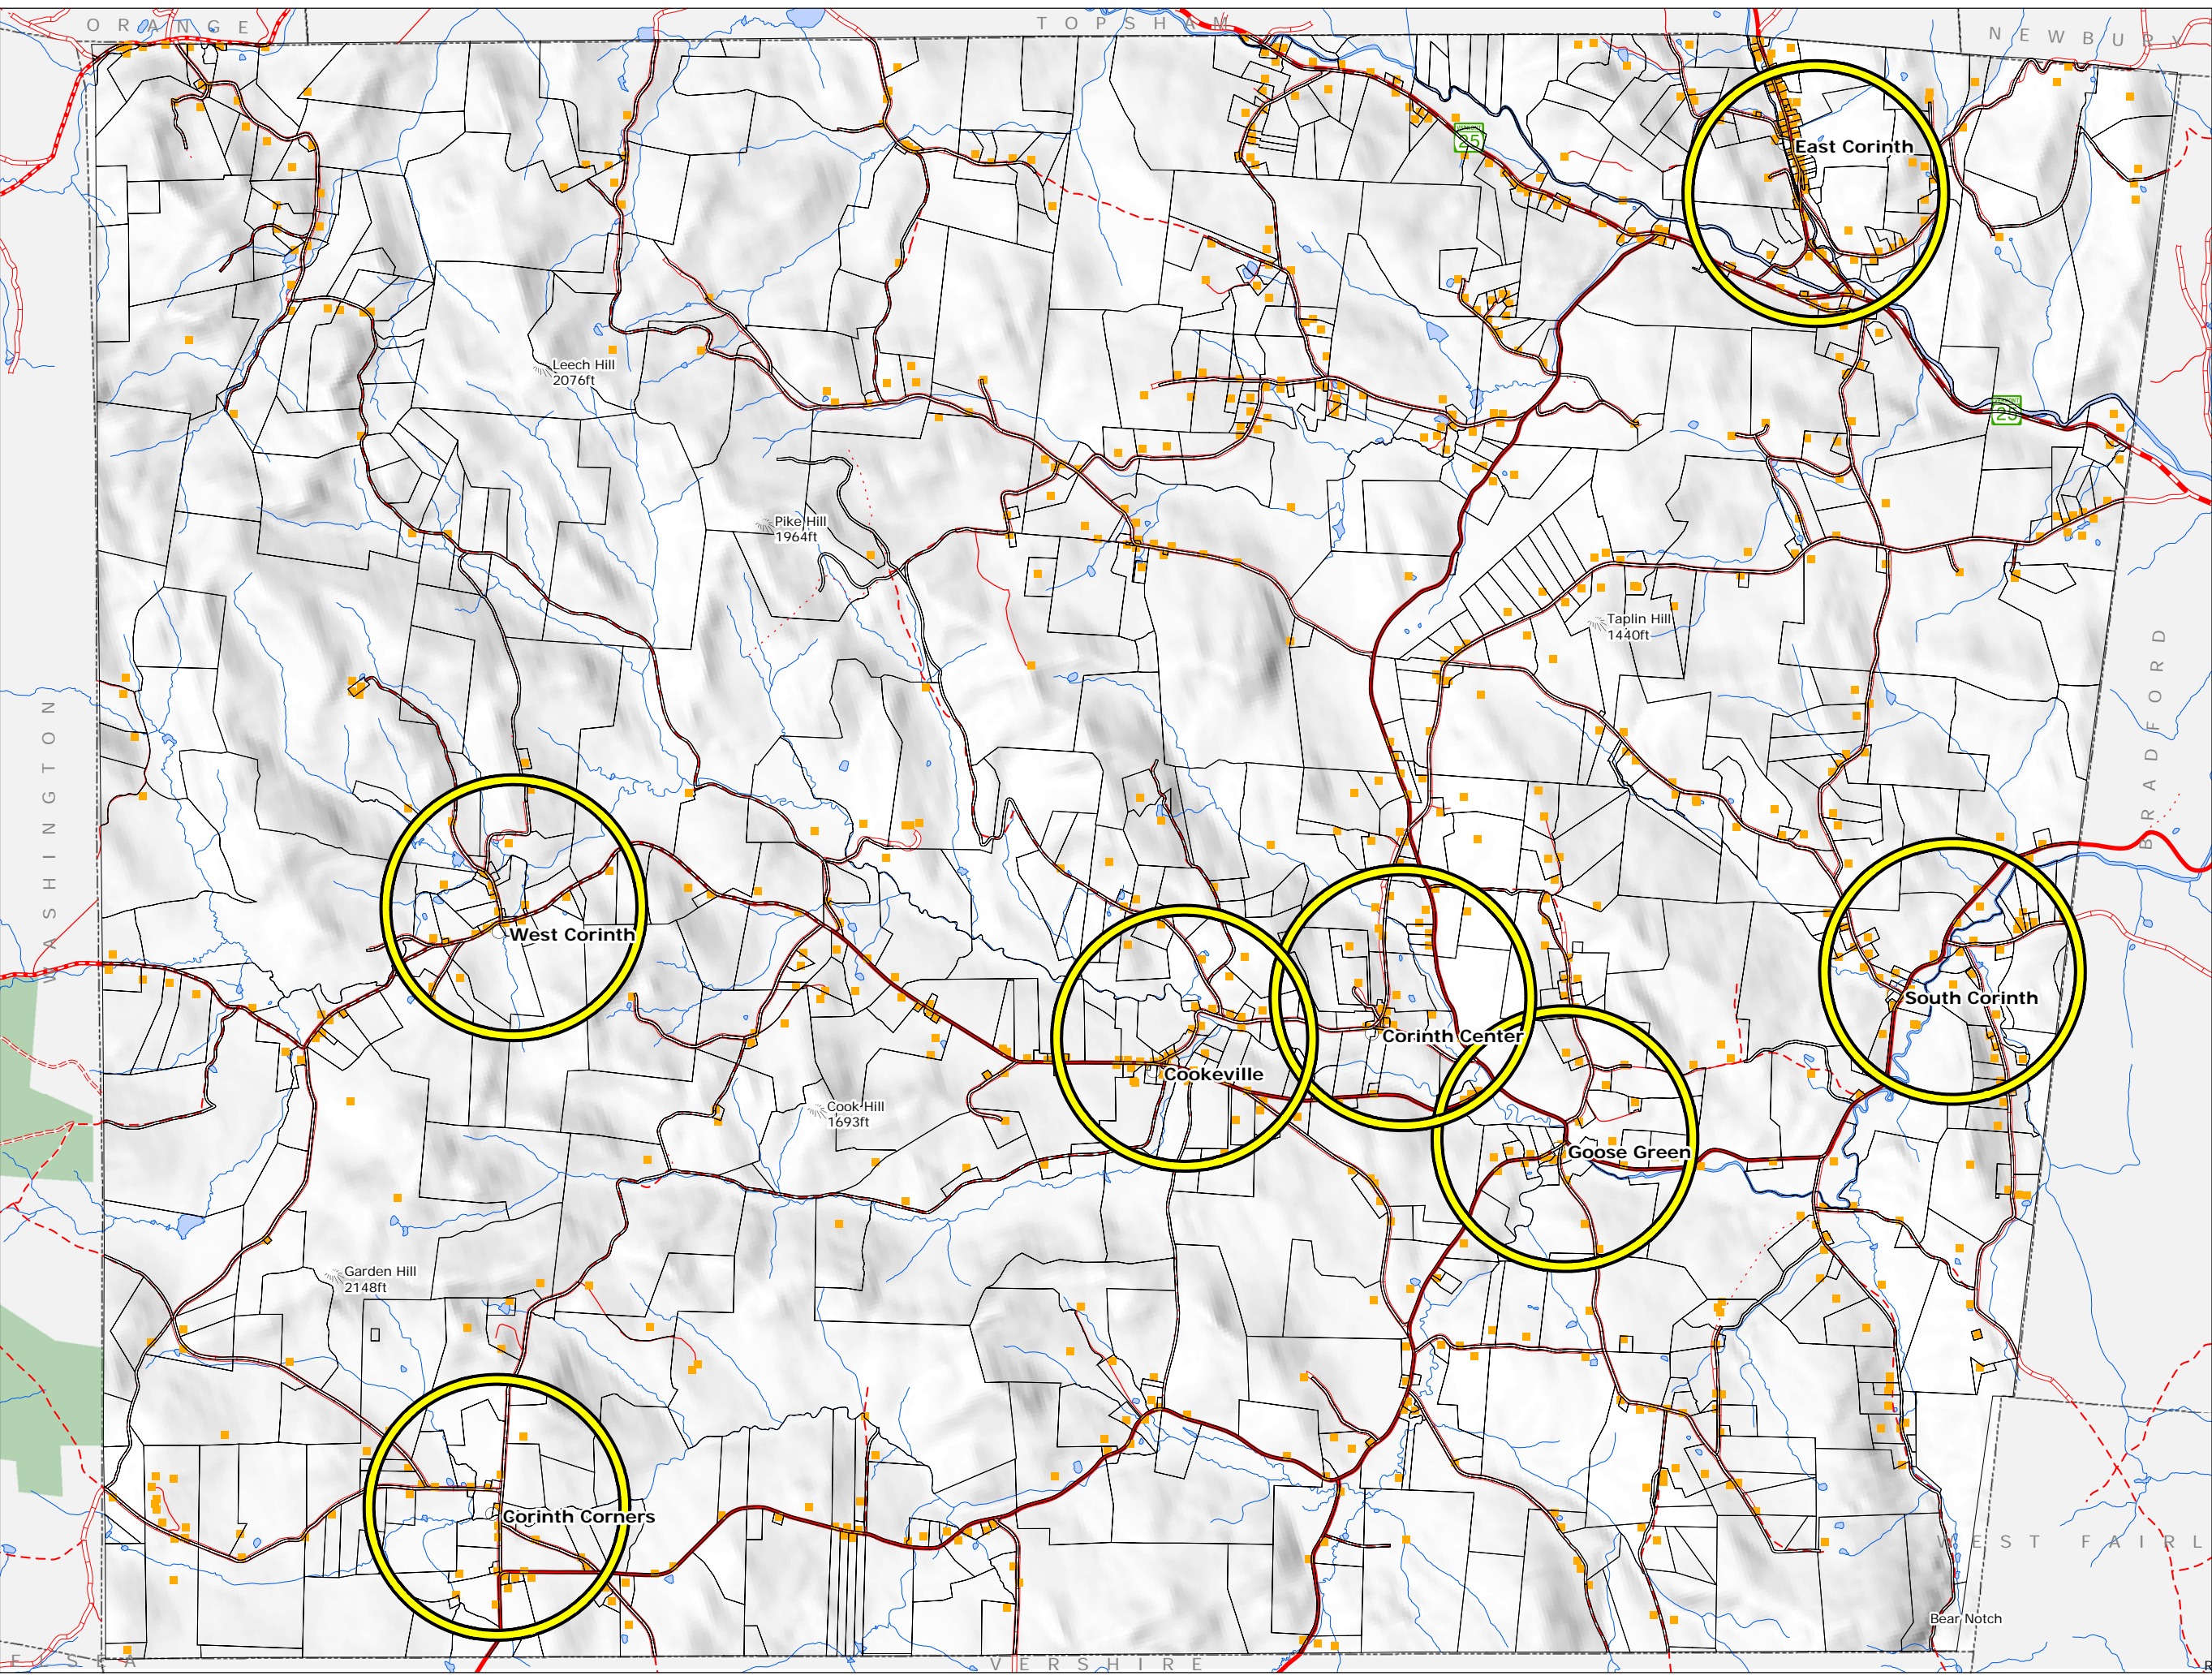 ORANGE
TOPSHAM
NEWBURY
25
East Corinth
Leech Hill
2076ft
25
Pike Hill
1964ft
Taplin Hill
1440ft
WASHINGTON
BRADFORD
West Corinth
South Corinth
Corinth Center
Cookeville
Cook Hill
1693ft
Goose Green
Garden Hill
2148ft
Corinth Corners
WEST FAIRL
Bear Notch
ELSEA
VERSHIRE
R